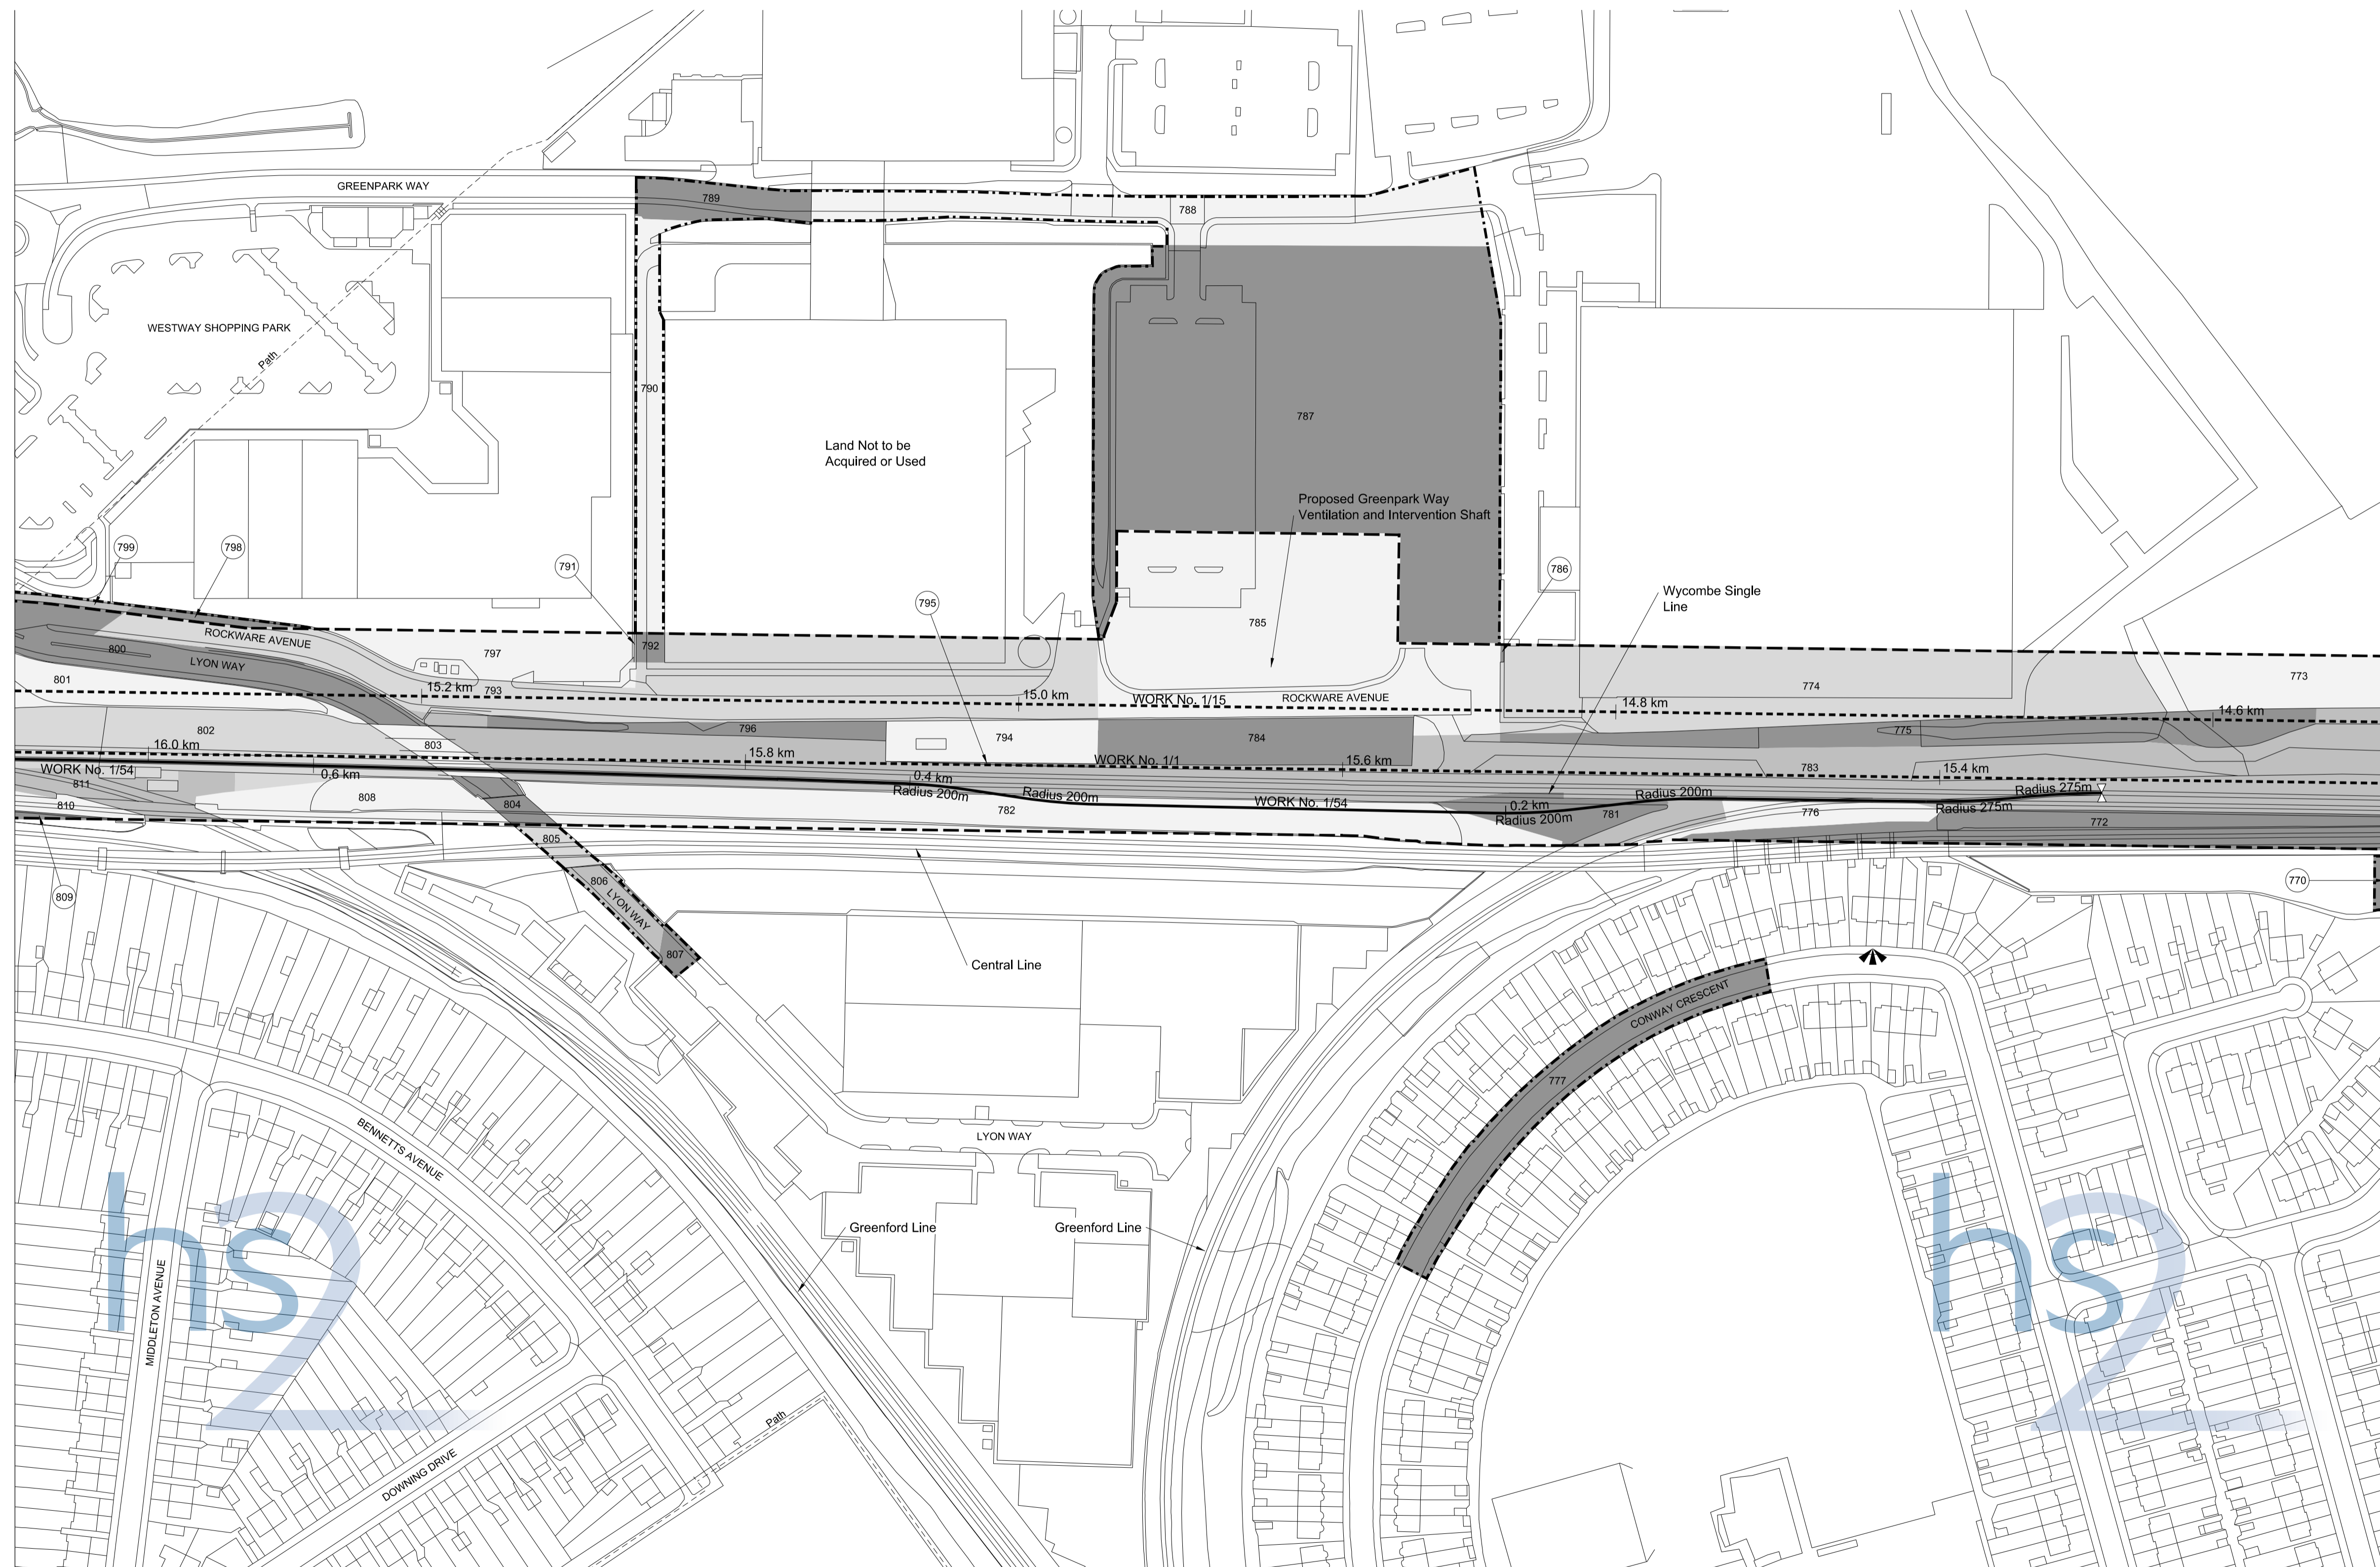 GREENPARK WAY
789
788
WESTWAY SHOPPING PARK
Path
790
787
Land Not to be
Acquired or Used
Proposed Greenpark Way
Ventilation and Intervention Shaft
799
798
791
786
795
Wycombe Single
Line
785
ROCKWARE AVENUE
792
800
LYON WAY
797
801
773
774
15.2 km
793
15.0 km
WORK No. 1/15
ROCKWARE AVENUE
14.8 km
14.6 km
802
796
775
803
794
784
16.0 km
15.8 km
WORK No. 1/1
15.6 km
783
15.4 km
WORK No. 1/54
0.6 km
0.4 km
811
Radius 200m
Radius 200m
WORK No. 1/54
Radius 200m
Radius 275m
810
808
804
782
0.2 km
Radius 200m
781
776
Radius 275m
772
805
809
806
LYON WAY
770
807
Central Line
CONWAY CRESCENT
777
BENNETTS AVENUE
LYON WAY
Greenford Line
Greenford Line
MIDDLETON AVENUE
hs2
hs2
Path
DOWNING DRIVE